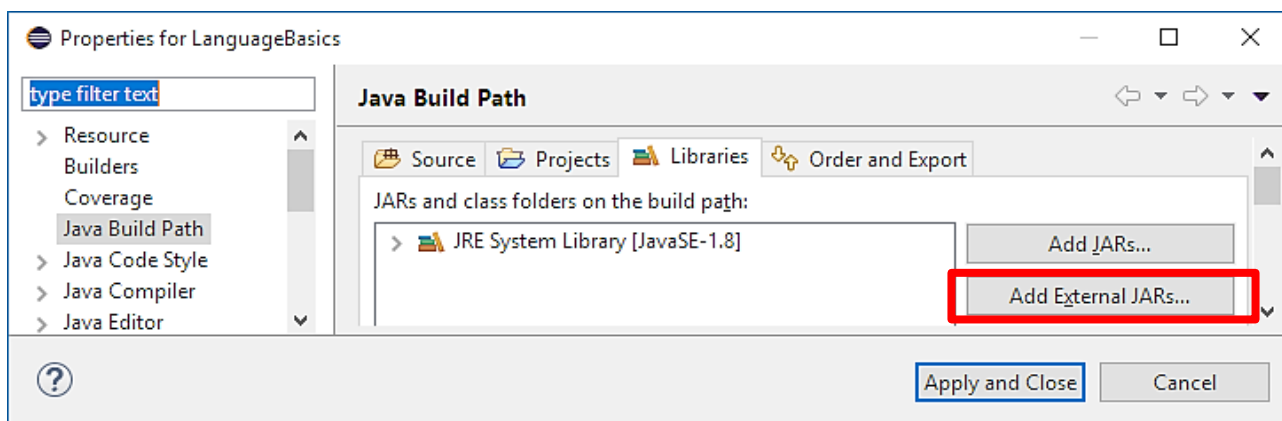 Properties for LanguageBasics
type filter text
Resource
Builders
Coverage
Java Build Path
Java Code Style
Java Compiler
Java Editor
Java Build Path
Source Projects Libraries Order and Export
JARs and class folders on the build path:
JRE System Library [JavaSE-1.8]
Add JARs...
Add External JARs...
?
Apply and Close Cancel